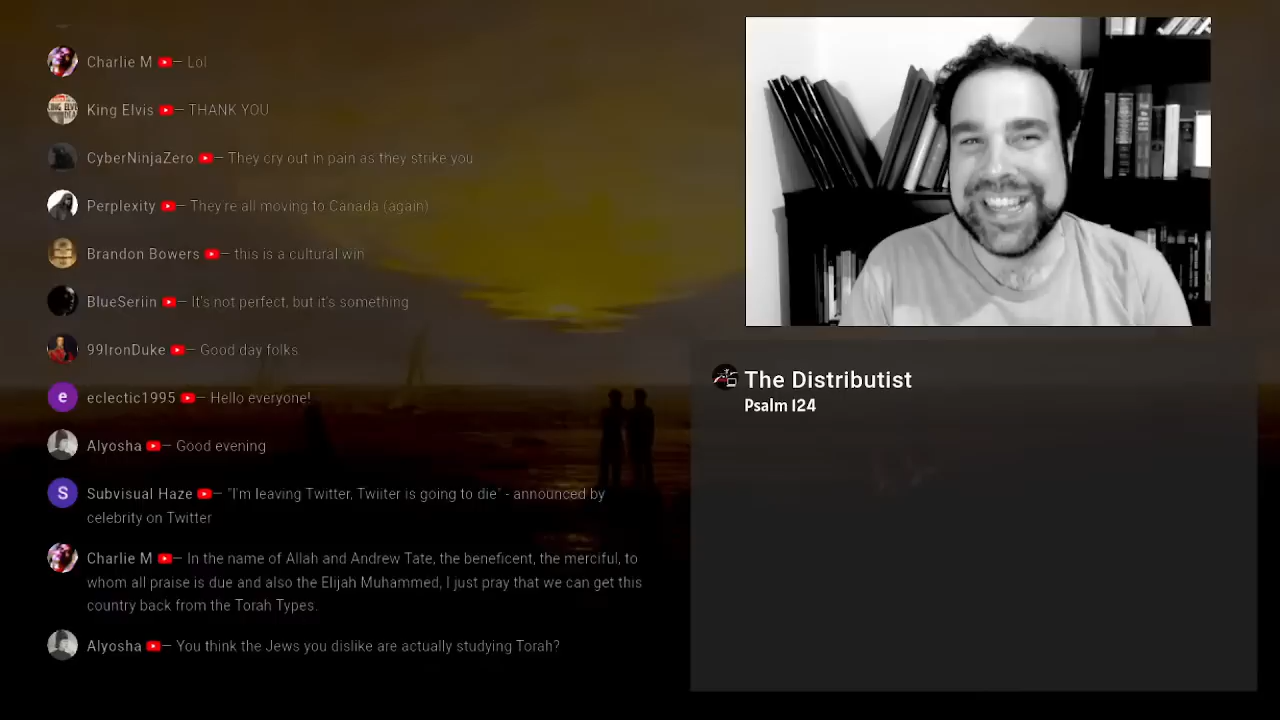 Charlie M — Lol
King Elvis — THANK YOU
CyberNinjaZero — They cry out in pain as they strike you
Perplexity — They're all moving to Canada (again)
Brandon Bowers — this is a cultural win
BlueSeriin — It's not perfect, but it's something
99IronDuke — Good day folks
e
eclectic1995 — Hello everyone!
Alyosha — Good evening
S
Subvisual Haze — "I'm leaving Twitter, Twiiter is going to die" - announced by
celebrity on Twitter
Charlie M — In the name of Allah and Andrew Tate, the beneficent, the merciful, to
whom all praise is due and also the Elijah Muhammed, I just pray that we can get this
country back from the Torah Types.
Alyosha — You think the Jews you dislike are actually studying Torah?
The Distributist
Psalm 124